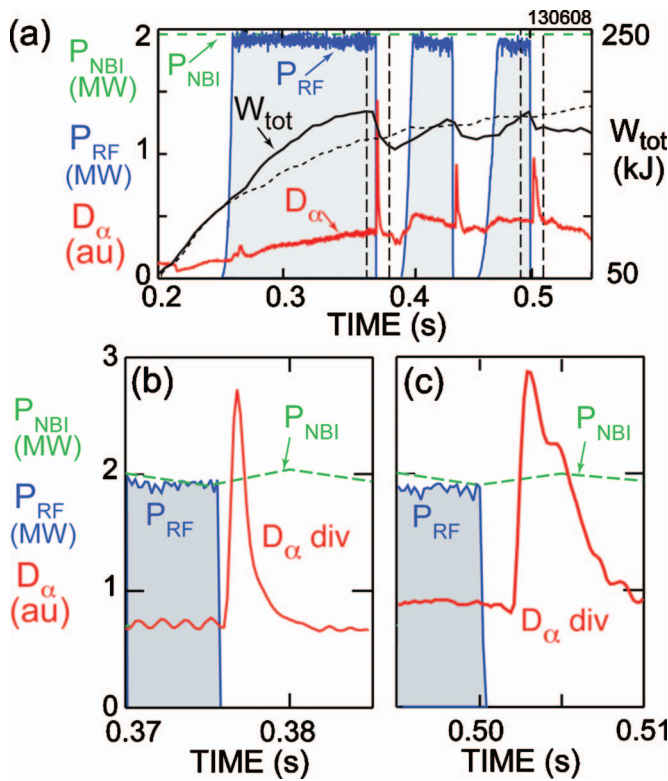 130608
(a)
2
250
P_NBI
(MW)
P_NBI
P_RF
W_tot
P_RF
(MW)
1
W_tot
(kJ)
D_α
D_α
(au)
0
50
0.2
0.3
0.4
0.5
TIME (s)
3
(b)
(c)
P_NBI
(MW)
P_NBI
P_NBI
2
P_RF
(MW)
P_RF
P_RF
D_α div
D_α
(au)
1
D_α div
0
0.37
0.38
0.50
0.51
TIME (s)
TIME (s)